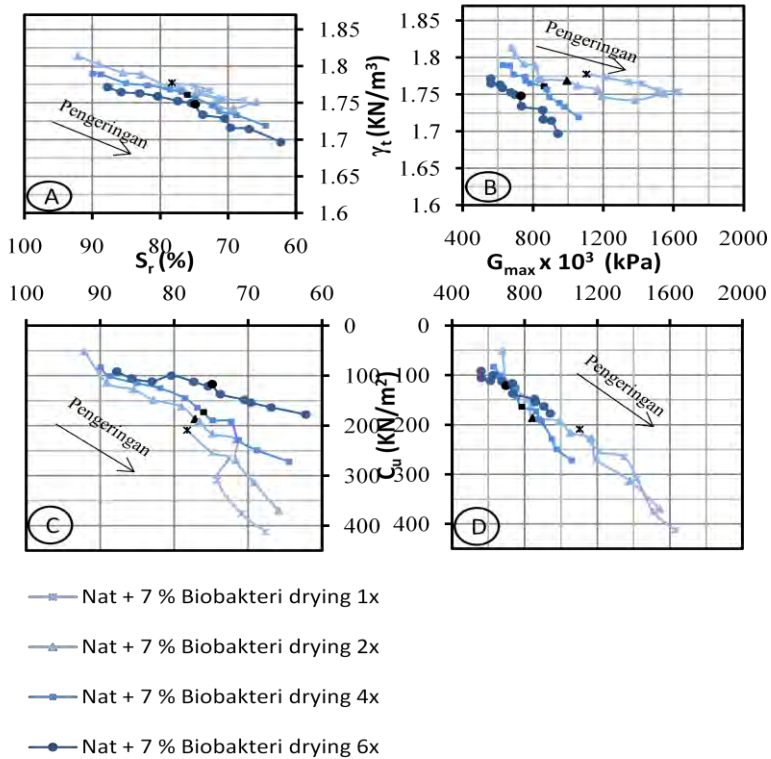 1.85
1.8
1.75
1.7
1.65
1.6
γt (KN/m³)
Pengeringan
A
100 90 80 70 60
Sr (%)
1.85
1.8
1.75
1.7
1.65
1.6
Pengeringan
B
400 800 1200 1600 2000
Gmax x 10³ (kPa)
100 90 80 70 60
0
100
200
300
400
Cu (KN/m²)
Pengeringan
C
400 800 1200 1600 2000
0
100
200
300
400
Pengeringan
D
Nat + 7 % Biobakteri drying 1x
Nat + 7 % Biobakteri drying 2x
Nat + 7 % Biobakteri drying 4x
Nat + 7 % Biobakteri drying 6x